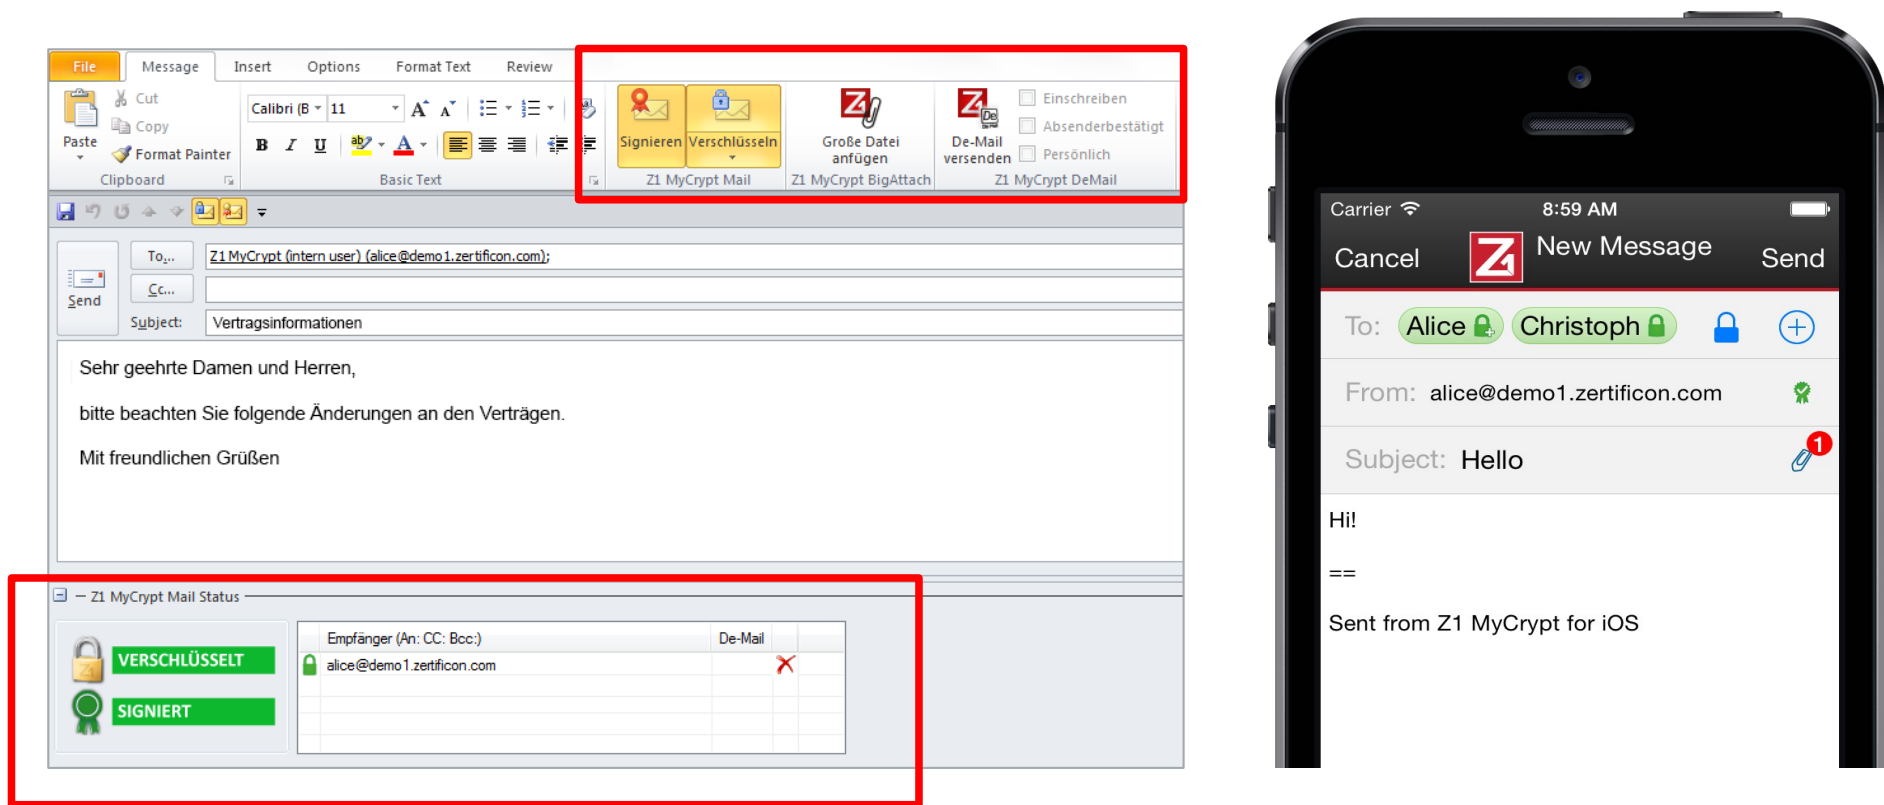 File Message Insert Options Format Text Review
Paste
Cut
Copy
Format Painter
Clipboard
Calibri (B 11
B I U
Basic Text
Signieren Verschlüsseln
Z1 MyCrypt Mail
Große Datei
anfügen
Z1 MyCrypt BigAttach
De-Mail
versenden
Einschreiben
Absenderbestätigt
Persönlich
Z1 MyCrypt DeMail
Send
To... Z1 MyCrypt (intern user) (alice@demo1.zertificon.com);
Cc...
Subject: Vertragsinformationen
Sehr geehrte Damen und Herren,
bitte beachten Sie folgende Änderungen an den Verträgen.
Mit freundlichen Grüßen
Z1 MyCrypt Mail Status
VERSCHLÜSSELT
SIGNIERT
Empfänger (An: CC: Bcc:) De-Mail
alice@demo1.zertificon.com
Carrier 8:59 AM
Cancel Z1 New Message Send
To: Alice Christoph
From: alice@demo1.zertificon.com
Subject: Hello 1
Hi!
==
Sent from Z1 MyCrypt for iOS